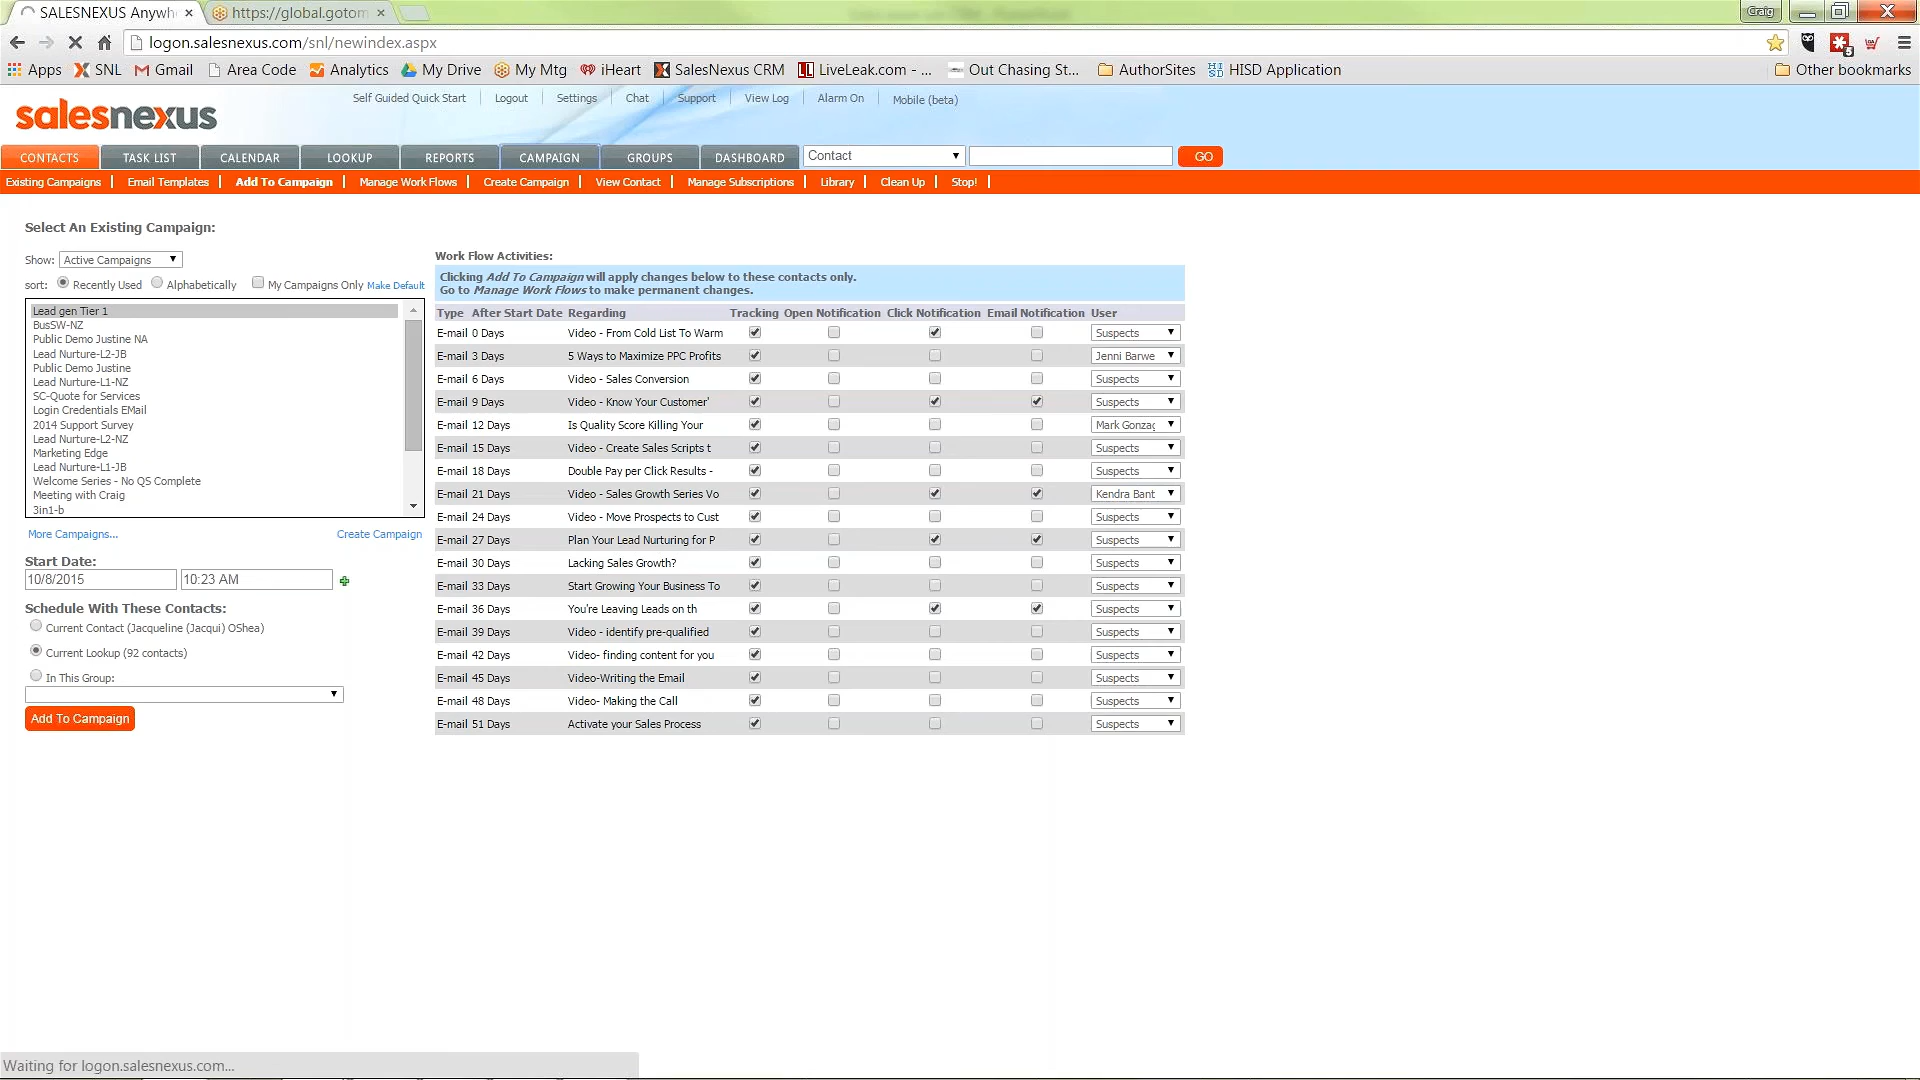 SALESNEXUS Anywh
https://global.gotom
Craig
logon.salesnexus.com/snl/newindex.aspx
Apps SNL Gmail Area Code Analytics My Drive My Mtg iHeart SalesNexus CRM LiveLeak.com - ... Out Chasing St... AuthorSites HISD Application Other bookmarks
salesnexus
Self Guided Quick Start Logout Settings Chat Support View Log Alarm On Mobile (beta)
CONTACTS TASK LIST CALENDAR LOOKUP REPORTS CAMPAIGN GROUPS DASHBOARD Contact GO
Existing Campaigns Email Templates Add To Campaign Manage Work Flows Create Campaign View Contact Manage Subscriptions Library Clean Up Stop!
Select An Existing Campaign:
Show: Active Campaigns
sort: Recently Used Alphabetically My Campaigns Only Make Default
Lead gen Tier 1
BusSW-NZ
Public Demo Justine NA
Lead Nurture-L2-JB
Public Demo Justine
Lead Nurture-L1-NZ
SC-Quote for Services
Login Credentials EMail
2014 Support Survey
Lead Nurture-L2-NZ
Marketing Edge
Lead Nurture-L1-JB
Welcome Series - No QS Complete
Meeting with Craig
3in1-b
More Campaigns... Create Campaign
Start Date:
10/8/2015 10:23 AM
Schedule With These Contacts:
Current Contact (Jacqueline (Jacqui) OShea)
Current Lookup (92 contacts)
In This Group:
Add To Campaign
Work Flow Activities:
Clicking Add To Campaign will apply changes below to these contacts only.
Go to Manage Work Flows to make permanent changes.
Type After Start Date Regarding Tracking Open Notification Click Notification Email Notification User
E-mail 0 Days Video - From Cold List To Warm Suspects
E-mail 3 Days 5 Ways to Maximize PPC Profits Jenni Barwe
E-mail 6 Days Video - Sales Conversion Suspects
E-mail 9 Days Video - Know Your Customer' Suspects
E-mail 12 Days Is Quality Score Killing Your Mark Gonzag
E-mail 15 Days Video - Create Sales Scripts t Suspects
E-mail 18 Days Double Pay per Click Results - Suspects
E-mail 21 Days Video - Sales Growth Series Vo Kendra Bant
E-mail 24 Days Video - Move Prospects to Cust Suspects
E-mail 27 Days Plan Your Lead Nurturing for P Suspects
E-mail 30 Days Lacking Sales Growth? Suspects
E-mail 33 Days Start Growing Your Business To Suspects
E-mail 36 Days You're Leaving Leads on th Suspects
E-mail 39 Days Video - identify pre-qualified Suspects
E-mail 42 Days Video- finding content for you Suspects
E-mail 45 Days Video-Writing the Email Suspects
E-mail 48 Days Video- Making the Call Suspects
E-mail 51 Days Activate your Sales Process Suspects
Waiting for logon.salesnexus.com...